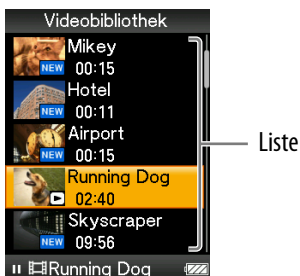 Videobibliothek
Mikey
NEW 00:15
Hotel
NEW 00:11
Airport
NEW 00:15
Running Dog
02:40
Skyscraper
NEW 09:56
Running Dog
Liste